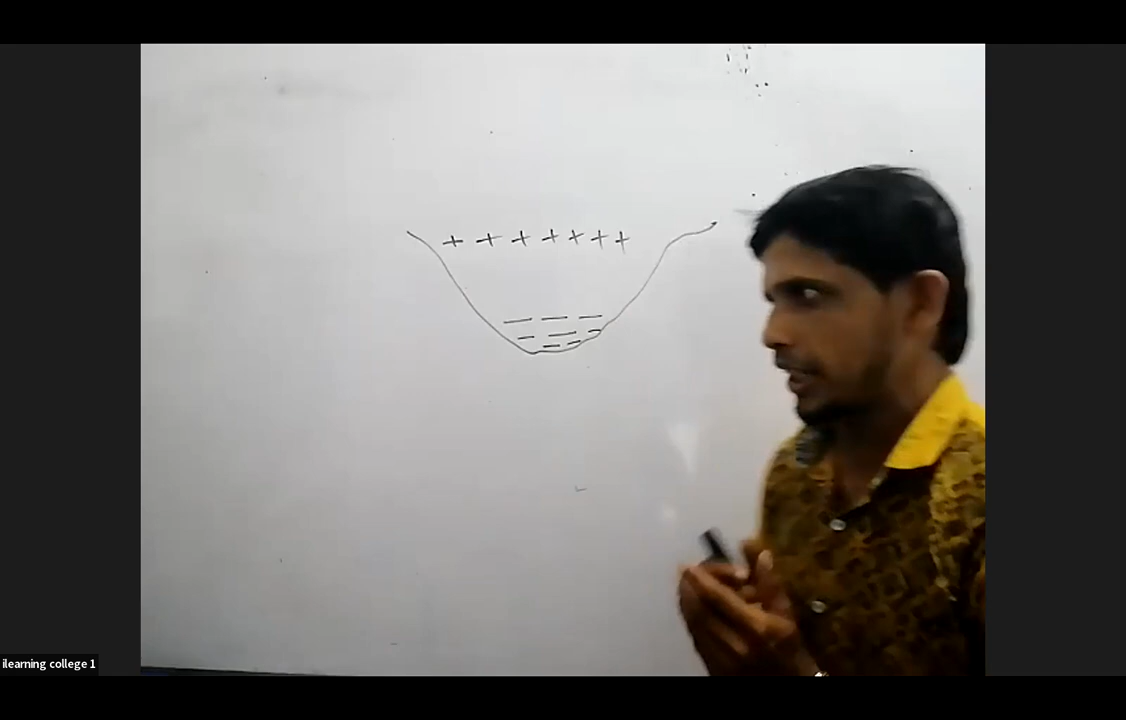 + + + + + + +
— — —
— — —
— —
ilearning college 1